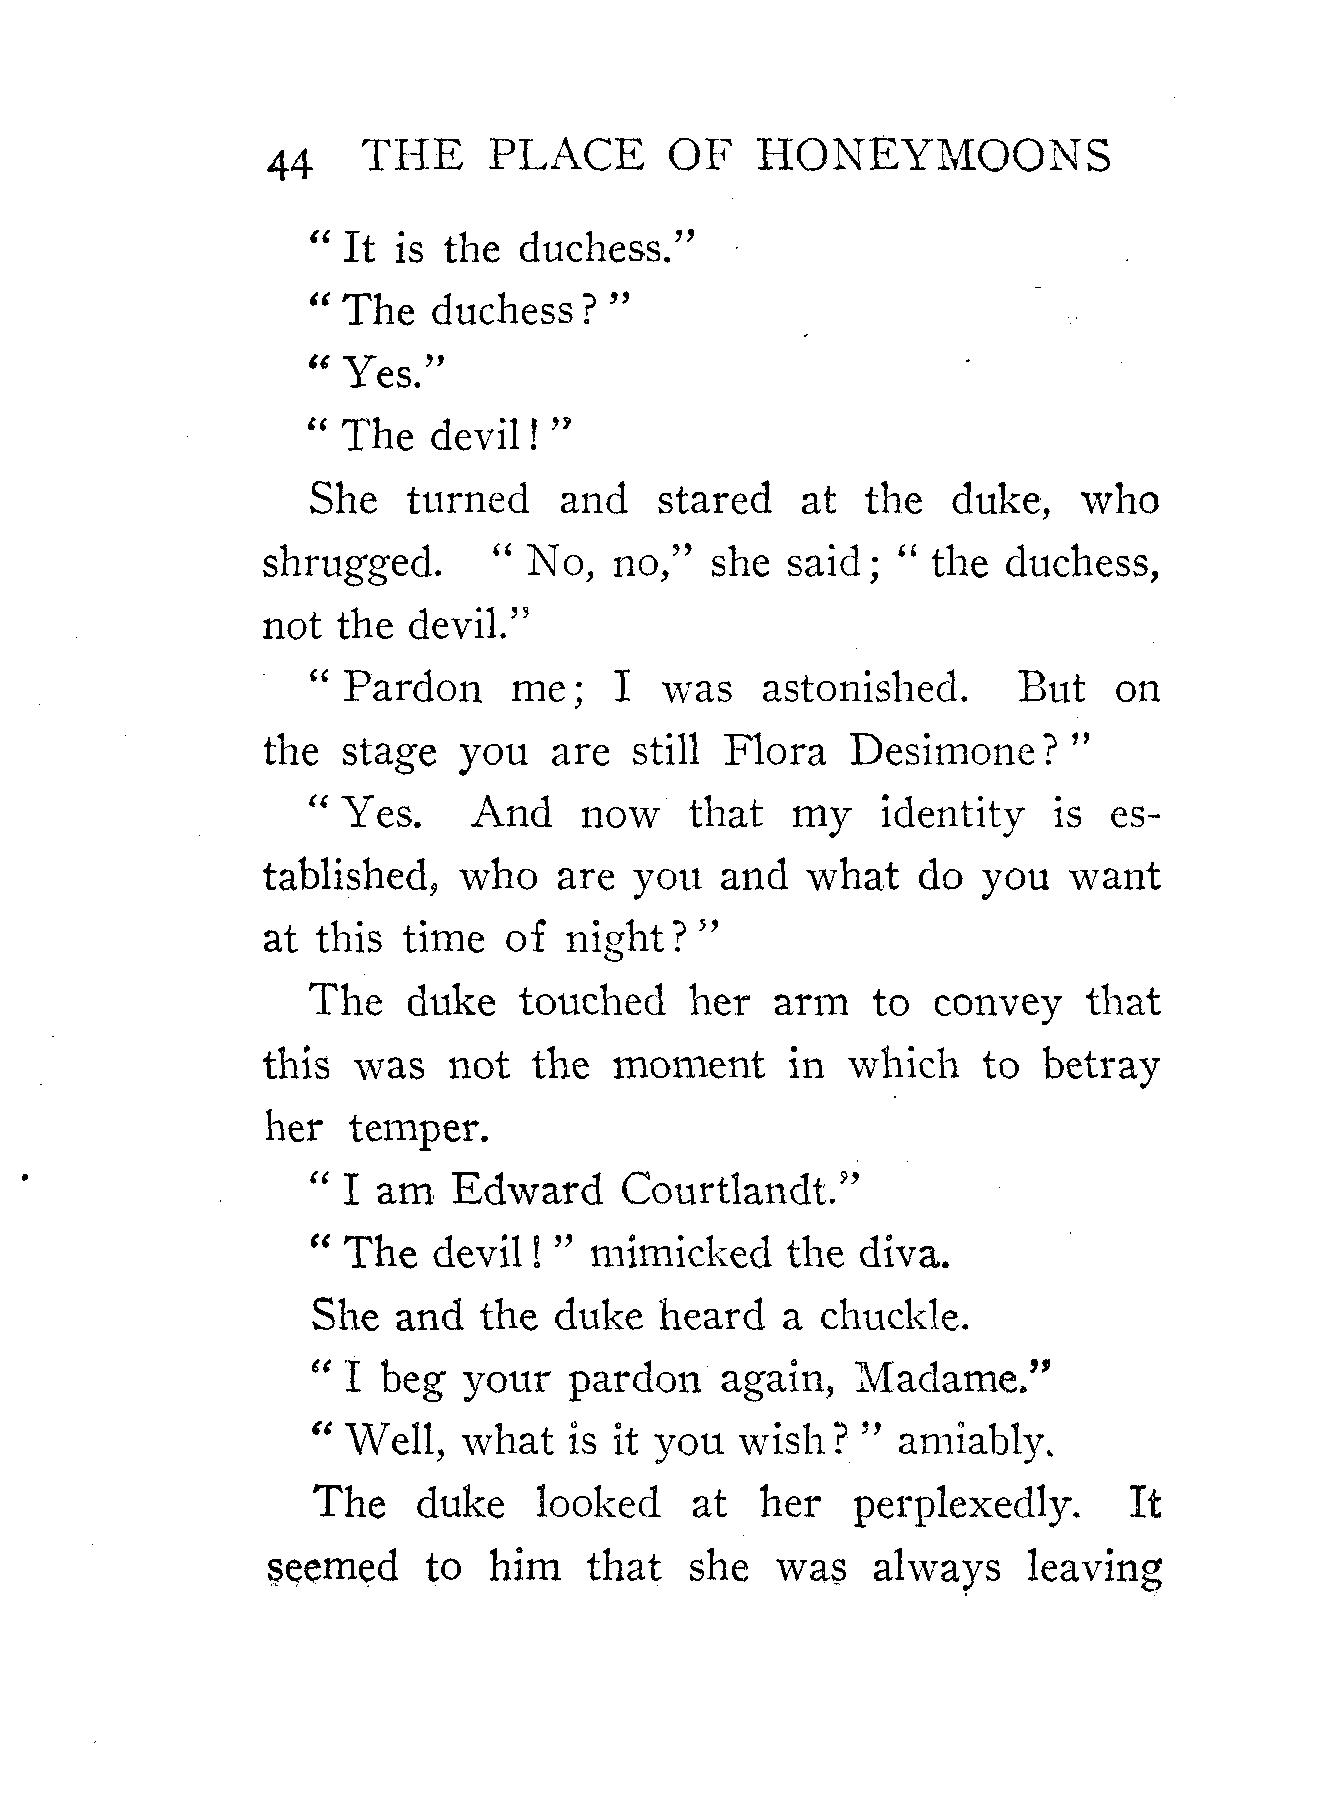 44 THE PLACE OF HONEYMOONS
“ It is the duchess.”
“ The duchess? ”
“ Yes.”
“ The devil! ”
She turned and stared at the duke, who
shrugged. “ No, no,” she said; “ the duchess,
not the devil.”
“ Pardon me; I was astonished. But on
the stage you are still Flora Desimone? ”
“ Yes. And now that my identity is es-
tablished, who are you and what do you want
at this time of night? ”
The duke touched her arm to convey that
this was not the moment in which to betray
her temper.
“ I am Edward Courtlandt.”
“ The devil! ” mimicked the diva.
She and the duke heard a chuckle.
“ I beg your pardon again, Madame.”
“ Well, what is it you wish? ” amiably.
The duke looked at her perplexedly. It
seemed to him that she was always leaving